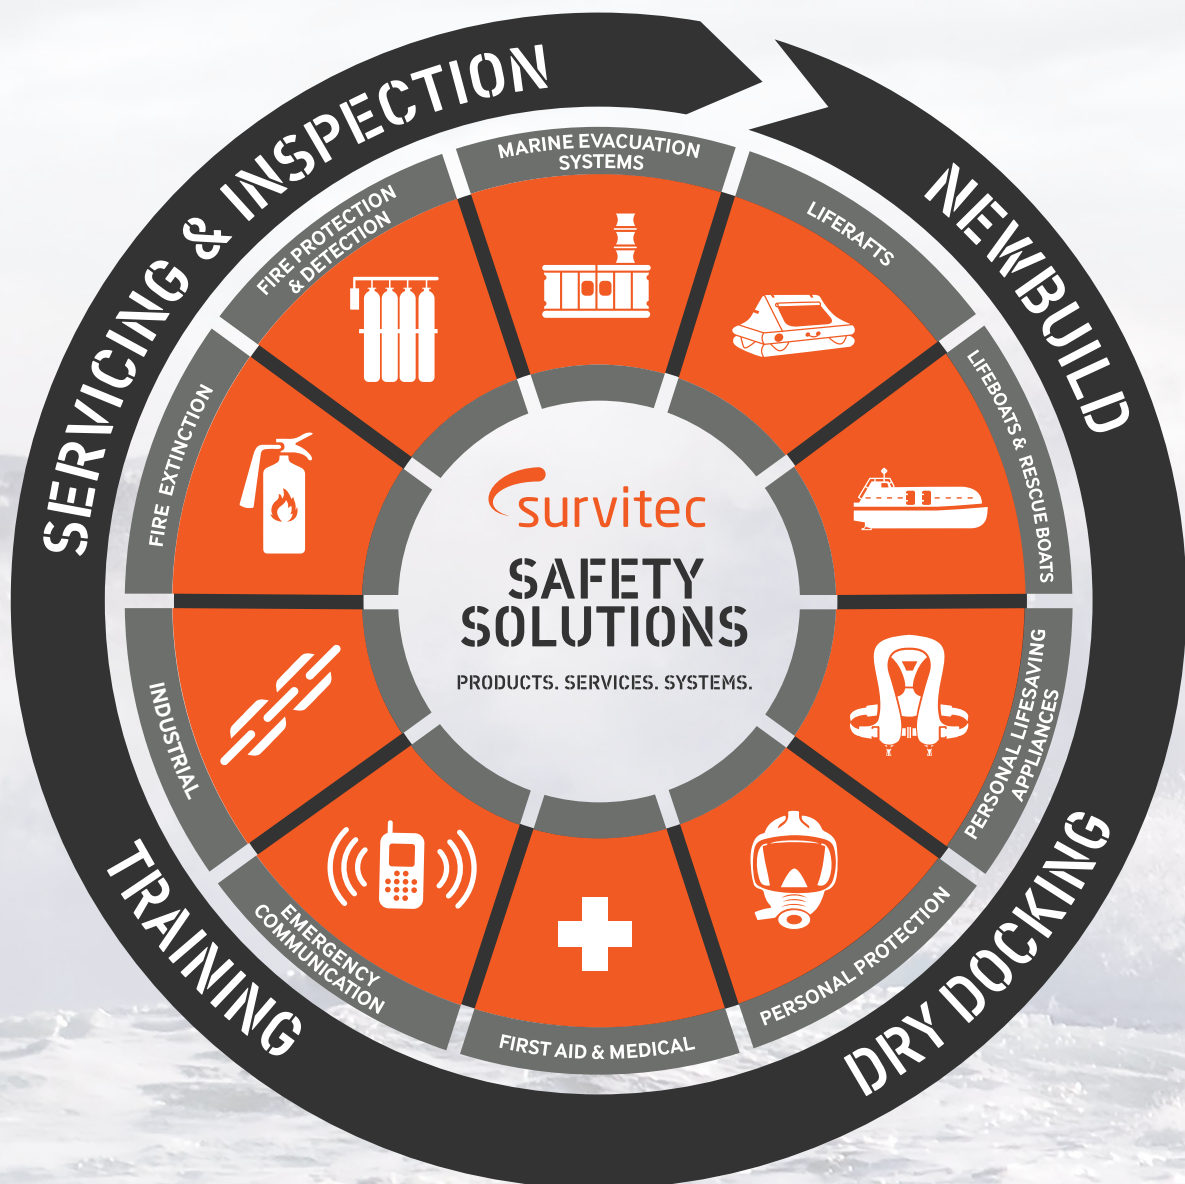 SERVICING & INSPECTION
NEWBUILD
DRY DOCKING
TRAINING
MARINE EVACUATION
SYSTEMS
LIFERAFTS
LIFEBOATS & RESCUE BOATS
PERSONAL LIFESAVING
APPLIANCES
PERSONAL PROTECTION
FIRST AID & MEDICAL
EMERGENCY
COMMUNICATION
INDUSTRIAL
FIRE EXTINCTION
FIRE PROTECTION
& DETECTION
survitec
SAFETY
SOLUTIONS
PRODUCTS. SERVICES. SYSTEMS.